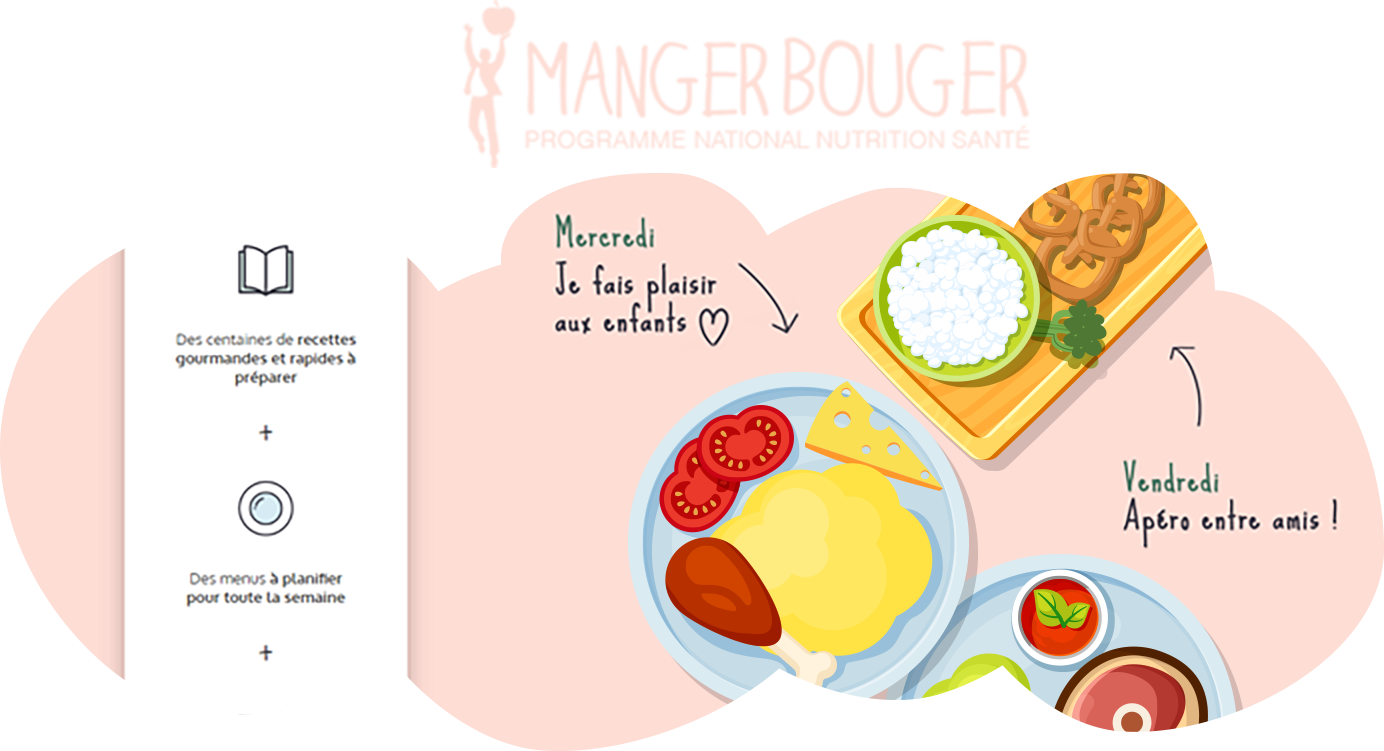 MANGER BOUGER
PROGRAMME NATIONAL NUTRITION SANTÉ
Mercredi
Je fais plaisir
aux enfants
Des centaines de recettes
gourmandes et rapides à
préparer
+
Des menus à planifier
pour toute la semaine
+
Vendredi
Apéro entre amis !